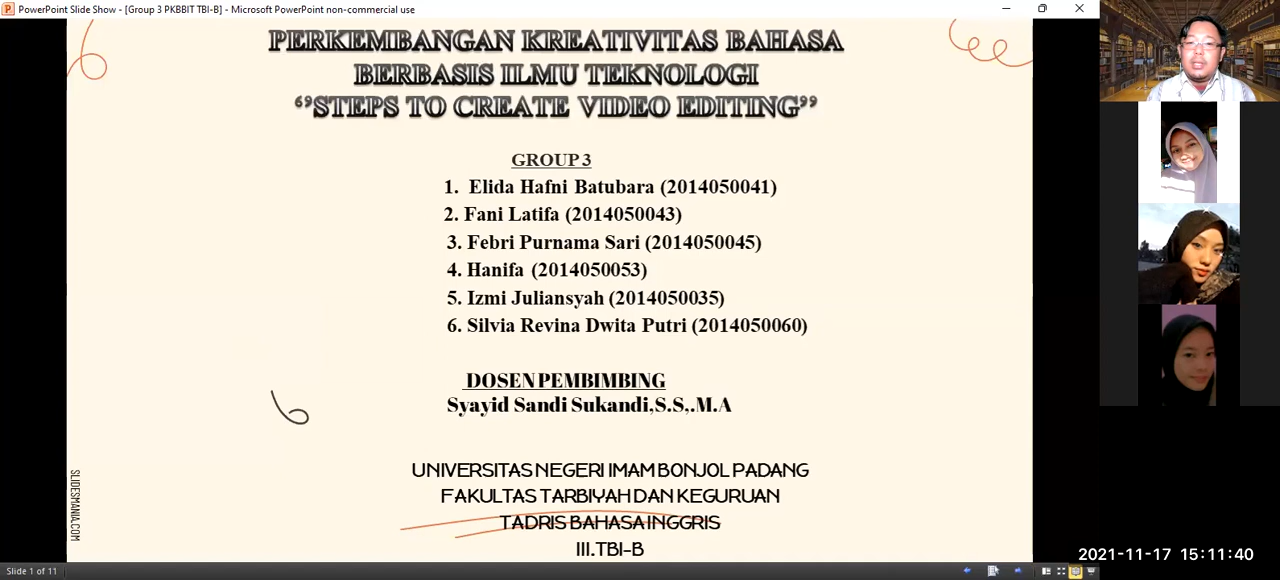 PowerPoint Slide Show - [Group 3 PKBBIT TBI-B] - Microsoft PowerPoint non-commercial use
PERKEMBANGAN KREATIVITAS BAHASA
BERBASIS ILMU TEKNOLOGI
‘’STEPS TO CREATE VIDEO EDITING’’
GROUP 3
1. Elida Hafni Batubara (2014050041)
2. Fani Latifa (2014050043)
3. Febri Purnama Sari (2014050045)
4. Hanifa (2014050053)
5. Izmi Juliansyah (2014050035)
6. Silvia Revina Dwita Putri (2014050060)
DOSEN PEMBIMBING
Syayid Sandi Sukandi,S.S,.M.A
UNIVERSITAS NEGERI IMAM BONJOL PADANG
FAKULTAS TARBIYAH DAN KEGURUAN
TADRIS BAHASA INGGRIS
III.TBI-B
SLIDESMANIA.COM
2021-11-17 15:11:40
Slide 1 of 11